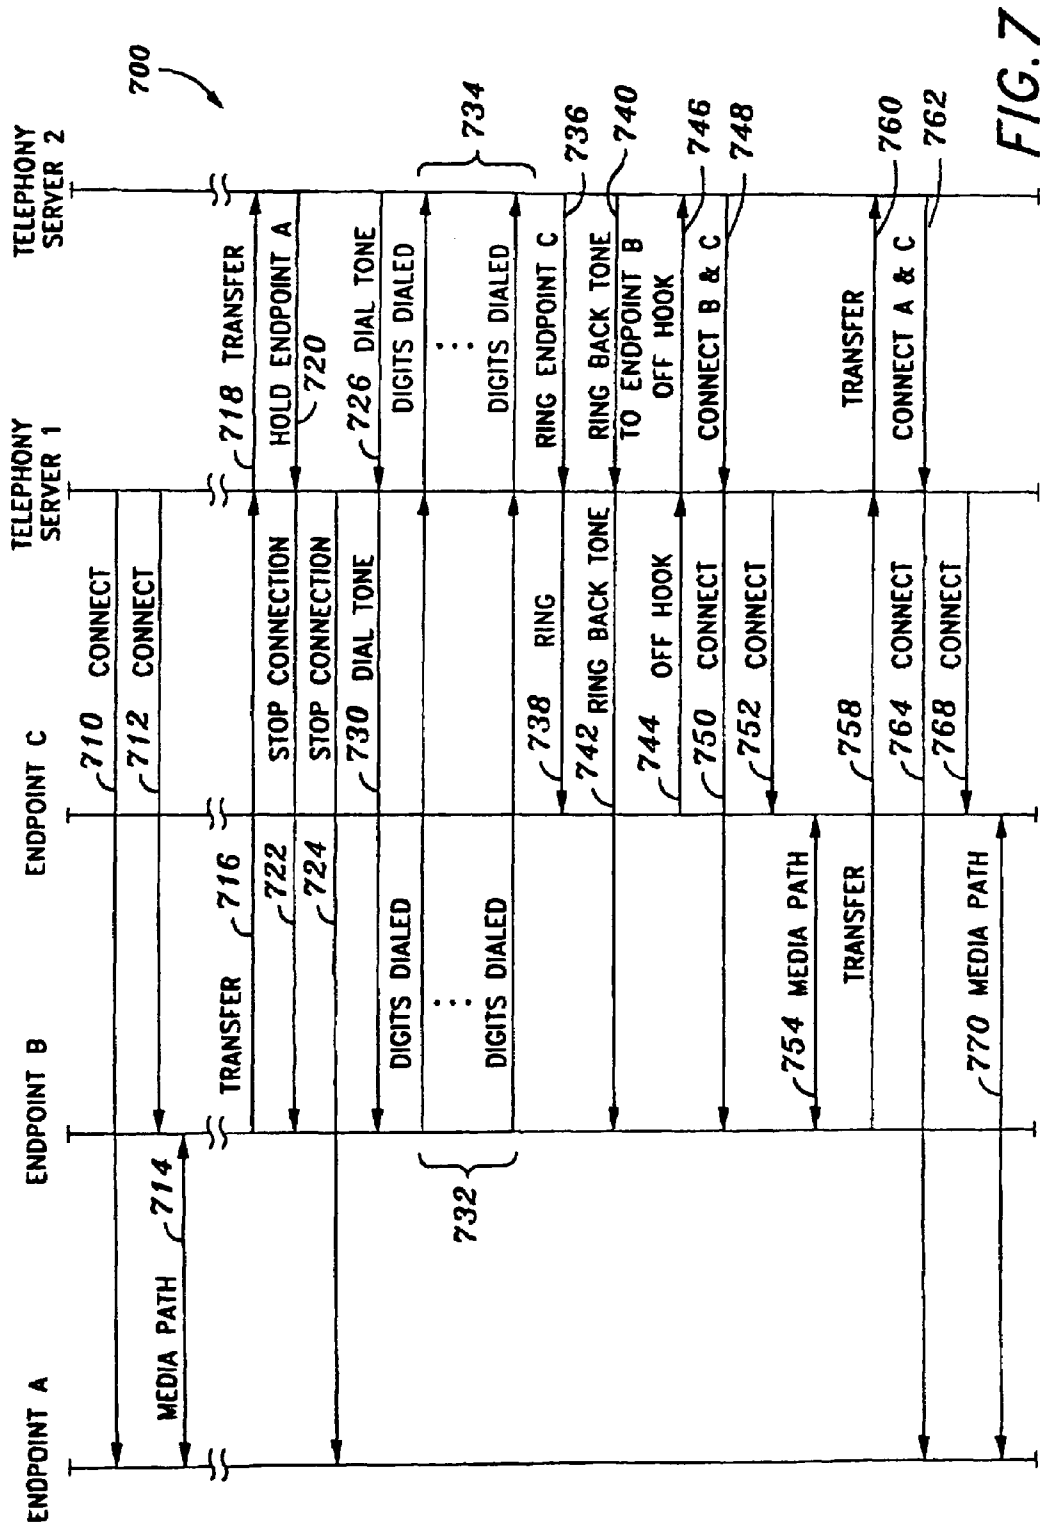 ENDPOINT A
ENDPOINT B
ENDPOINT C
TELEPHONY
SERVER 1
TELEPHONY
SERVER 2
700
710 CONNECT
712 CONNECT
MEDIA PATH 714
TRANSFER 716
718 TRANSFER
HOLD ENDPOINT A
720
722 STOP CONNECTION
724 STOP CONNECTION
726 DIAL TONE
730 DIAL TONE
732
DIGITS DIALED
DIGITS DIALED
DIGITS DIALED
DIGITS DIALED
734
RING ENDPOINT C
736
738 RING
RING BACK TONE
TO ENDPOINT B
740
742 RING BACK TONE
744 OFF HOOK
OFF HOOK
746
CONNECT B & C
748
750 CONNECT
752 CONNECT
754 MEDIA PATH
TRANSFER 758
TRANSFER
760
CONNECT A & C
762
764 CONNECT
768 CONNECT
770 MEDIA PATH
FIG. 7